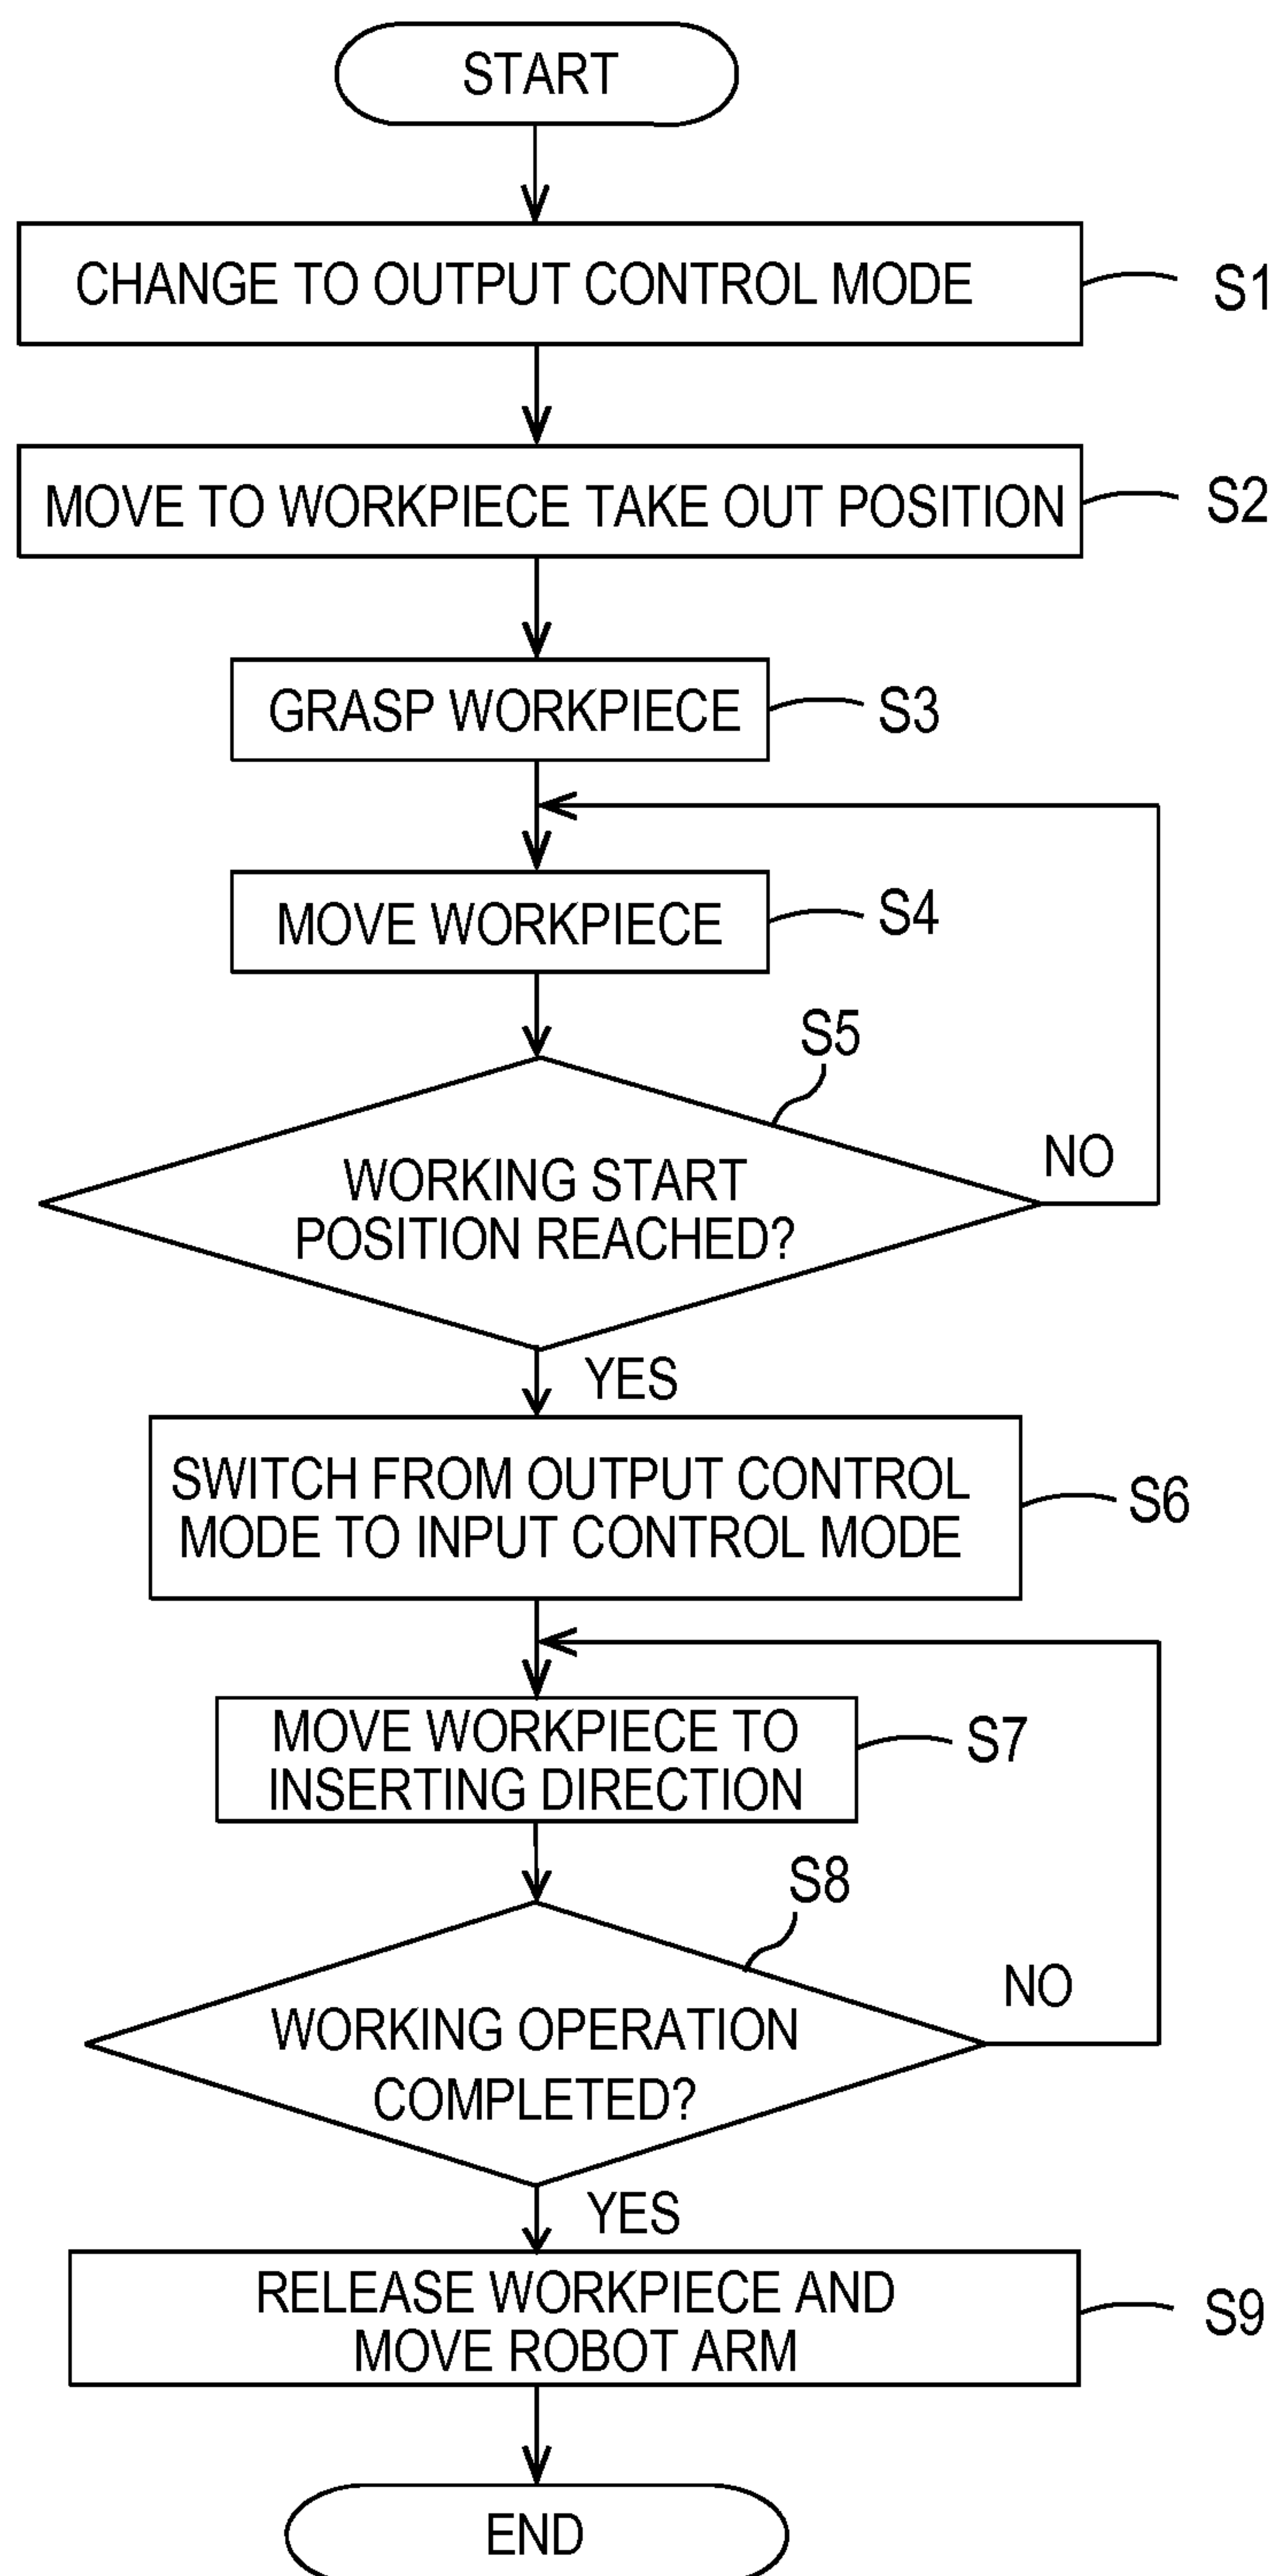 START
CHANGE TO OUTPUT CONTROL MODE
S1
MOVE TO WORKPIECE TAKE OUT POSITION
S2
GRASP WORKPIECE
S3
MOVE WORKPIECE
S4
S5
WORKING START
POSITION REACHED?
NO
YES
SWITCH FROM OUTPUT CONTROL
MODE TO INPUT CONTROL MODE
S6
MOVE WORKPIECE TO
INSERTING DIRECTION
S7
S8
WORKING OPERATION
COMPLETED?
NO
YES
RELEASE WORKPIECE AND
MOVE ROBOT ARM
S9
END